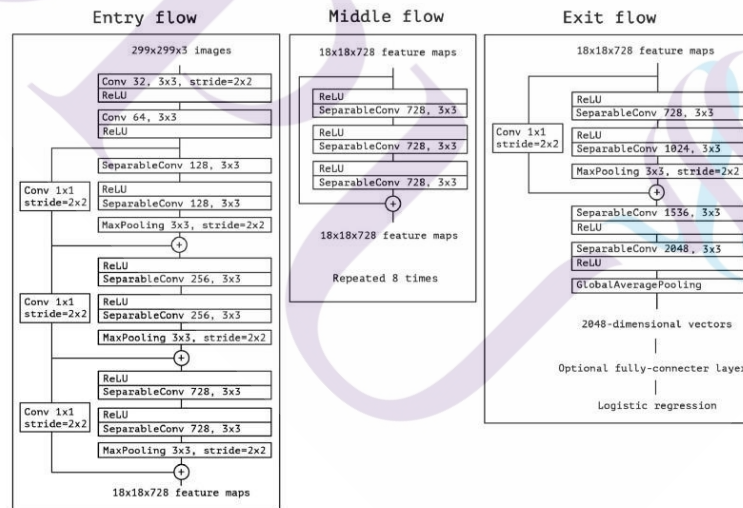 Entry flow
299x299x3 images
Conv 32, 3x3, stride=2x2
ReLU
Conv 64, 3x3
ReLU
SeparableConv 128, 3x3
Conv 1x1
stride=2x2
ReLU
SeparableConv 128, 3x3
MaxPooling 3x3, stride=2x2
+
ReLU
SeparableConv 256, 3x3
Conv 1x1
stride=2x2
ReLU
SeparableConv 256, 3x3
MaxPooling 3x3, stride=2x2
+
ReLU
SeparableConv 728, 3x3
Conv 1x1
stride=2x2
ReLU
SeparableConv 728, 3x3
MaxPooling 3x3, stride=2x2
+
18x18x728 feature maps
Middle flow
18x18x728 feature maps
ReLU
SeparableConv 728, 3x3
ReLU
SeparableConv 728, 3x3
ReLU
SeparableConv 728, 3x3
+
18x18x728 feature maps
Repeated 8 times
Exit flow
18x18x728 feature maps
ReLU
SeparableConv 728, 3x3
Conv 1x1
stride=2x2
ReLU
SeparableConv 1024, 3x3
MaxPooling 3x3, stride=2x2
+
SeparableConv 1536, 3x3
ReLU
SeparableConv 2048, 3x3
ReLU
GlobalAveragePooling
2048-dimensional vectors
Optional fully-connecter layer
Logistic regression